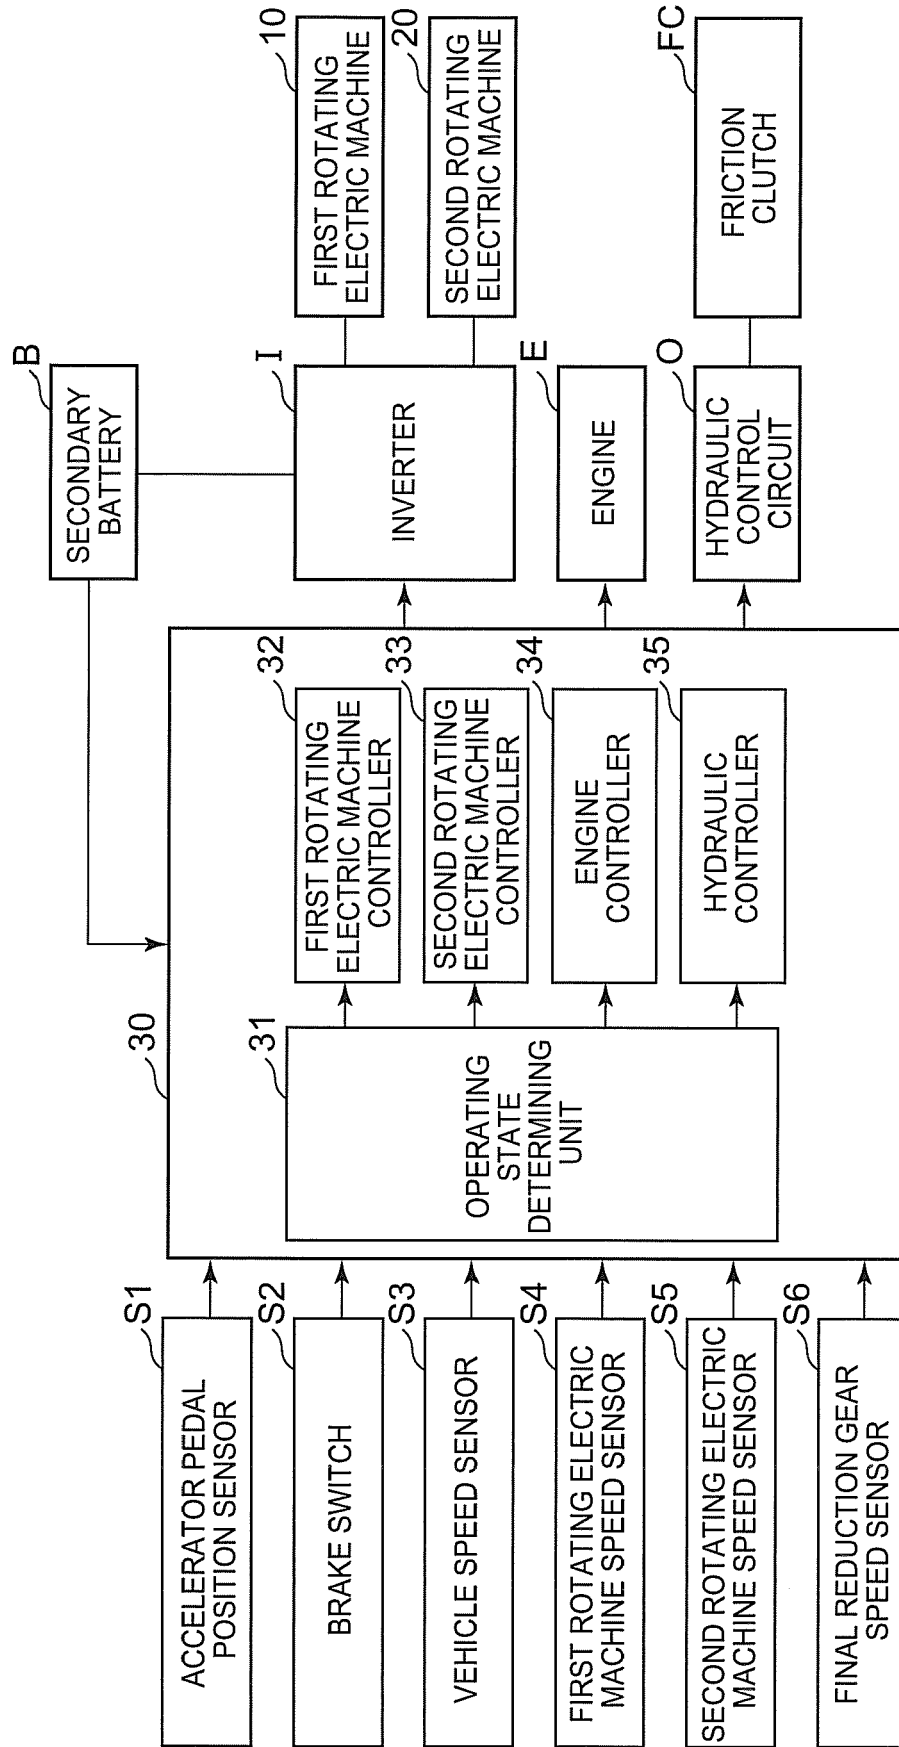 SECONDARY
BATTERY
B
FIRST ROTATING
ELECTRIC MACHINE
10
SECOND ROTATING
ELECTRIC MACHINE
20
INVERTER
I
ENGINE
E
HYDRAULIC
CONTROL
CIRCUIT
O
FRICTION
CLUTCH
FC
30
OPERATING
STATE
DETERMINING
UNIT
31
FIRST ROTATING
ELECTRIC MACHINE
CONTROLLER
32
SECOND ROTATING
ELECTRIC MACHINE
CONTROLLER
33
ENGINE
CONTROLLER
34
HYDRAULIC
CONTROLLER
35
ACCELERATOR PEDAL
POSITION SENSOR
S1
BRAKE SWITCH
S2
VEHICLE SPEED SENSOR
S3
FIRST ROTATING ELECTRIC
MACHINE SPEED SENSOR
S4
SECOND ROTATING ELECTRIC
MACHINE SPEED SENSOR
S5
FINAL REDUCTION GEAR
SPEED SENSOR
S6